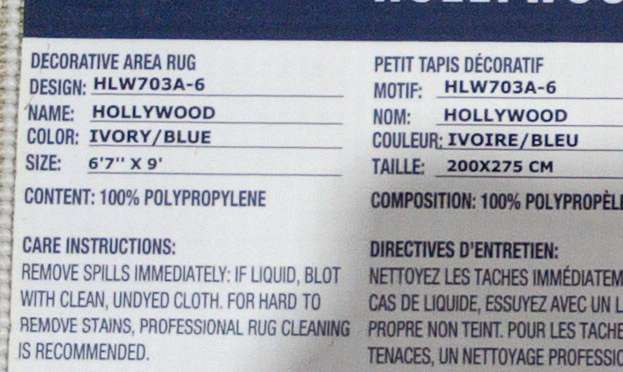 DECORATIVE AREA RUG
DESIGN: HLW703A-6
NAME: HOLLYWOOD
COLOR: IVORY/BLUE
SIZE: 6'7" X 9'
CONTENT: 100% POLYPROPYLENE
CARE INSTRUCTIONS:
REMOVE SPILLS IMMEDIATELY: IF LIQUID, BLOT
WITH CLEAN, UNDYED CLOTH. FOR HARD TO
REMOVE STAINS, PROFESSIONAL RUG CLEANING
IS RECOMMENDED.
PETIT TAPIS DÉCORATIF
MOTIF: HLW703A-6
NOM: HOLLYWOOD
COULEUR: IVOIRE/BLEU
TAILLE: 200X275 CM
COMPOSITION: 100% POLYPROPÈL
DIRECTIVES D'ENTRETIEN:
NETTOYEZ LES TACHES IMMÉDIATEM
CAS DE LIQUIDE, ESSUYEZ AVEC UN L
PROPRE NON TEINT. POUR LES TACHE
TENACES, UN NETTOYAGE PROFESSIO